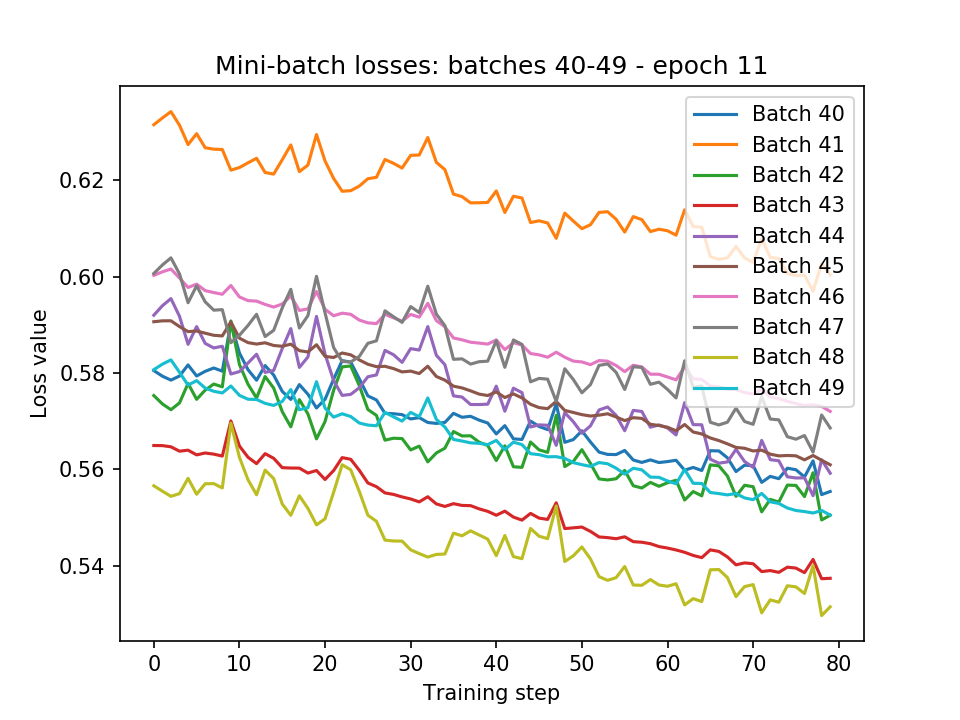 Mini-batch losses: batches 40-49 - epoch 11
Batch 40
Batch 41
Batch 42
Batch 43
Batch 44
Batch 45
Batch 46
Batch 47
Batch 48
Batch 49
Loss value
0.62
0.60
0.58
0.56
0.54
0 10 20 30 40 50 60 70 80
Training step